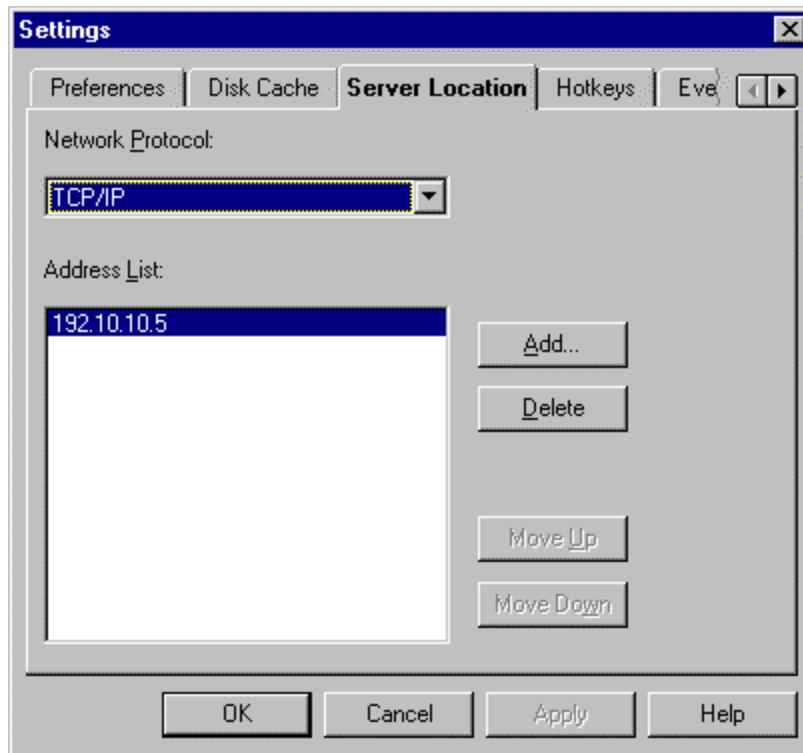 Settings
Preferences Disk Cache Server Location Hotkeys Eve
Network Protocol:
TCP/IP
Address List:
192.10.10.5
Add...
Delete
Move Up
Move Down
OK Cancel Apply Help